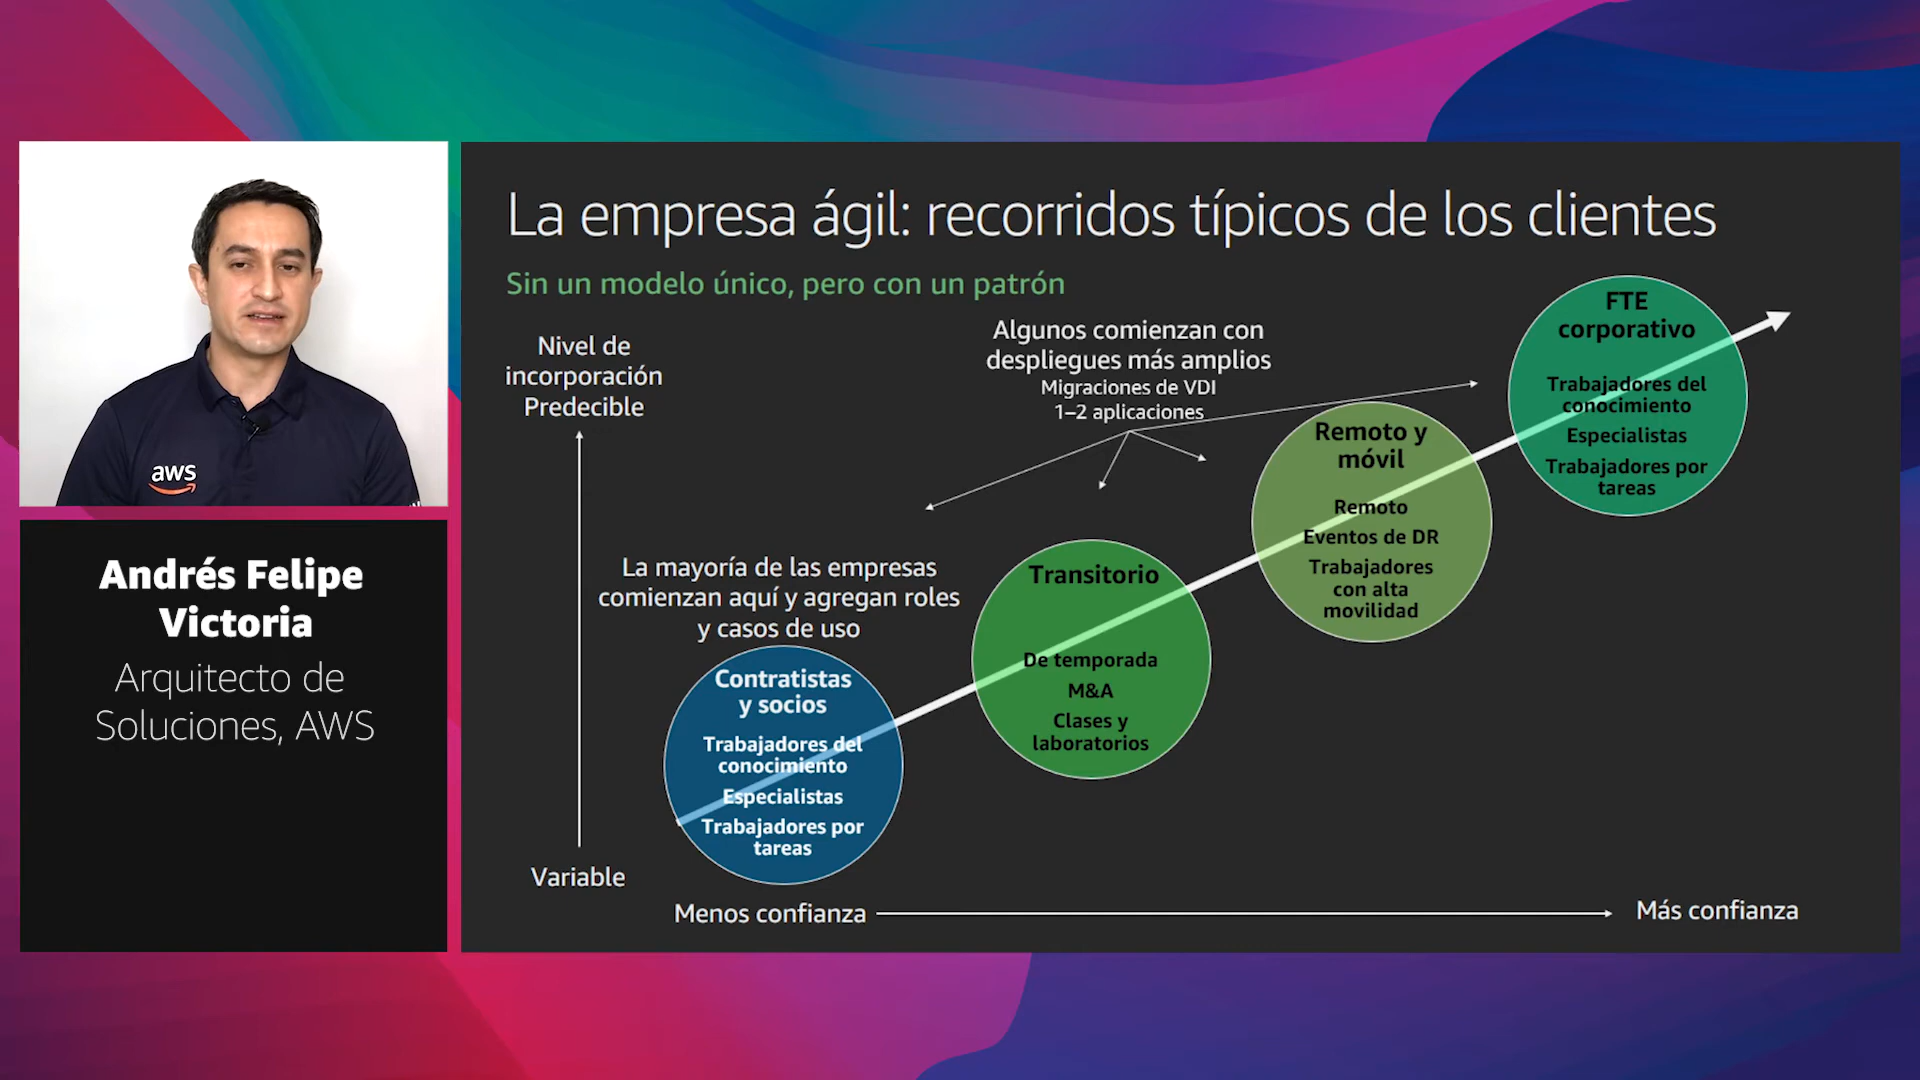 aws
Andrés Felipe
Victoria
Arquitecto de
Soluciones, AWS
La empresa ágil: recorridos típicos de los clientes
Sin un modelo único, pero con un patrón
Nivel de
incorporación
Predecible
Variable
Algunos comienzan con
despliegues más amplios
Migraciones de VDI
1–2 aplicaciones
La mayoría de las empresas
comienzan aquí y agregan roles
y casos de uso
Contratistas
y socios
Trabajadores del
conocimiento
Especialistas
Trabajadores por
tareas
Transitorio
De temporada
M&A
Clases y
laboratorios
Remoto y
móvil
Remoto
Eventos de DR
Trabajadores
con alta
movilidad
FTE
corporativo
Trabajadores del
conocimiento
Especialistas
Trabajadores por
tareas
Menos confianza
Más confianza